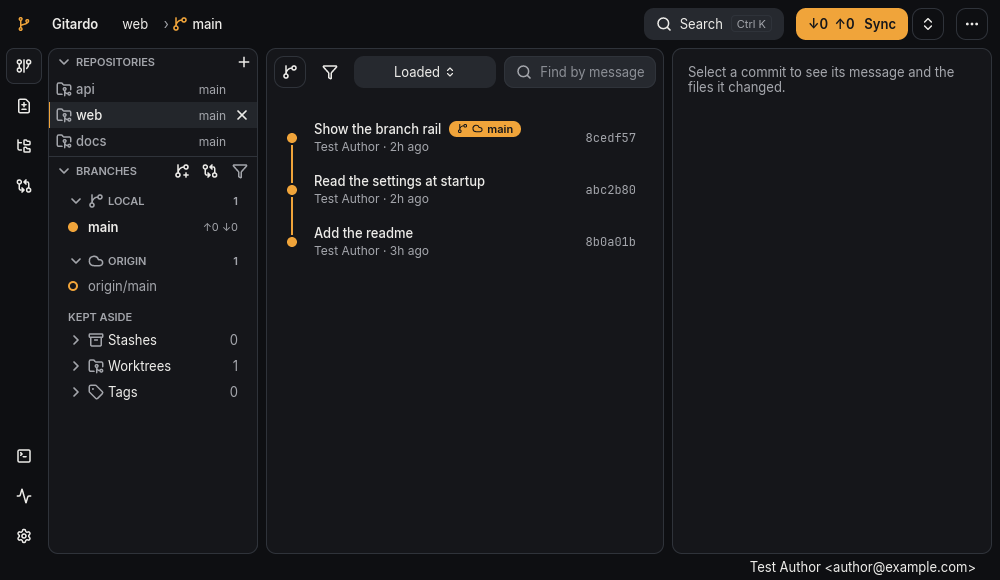 Gitardo web main Search Ctrl K 0 0 Sync
REPOSITORIES
api main
web main
docs main
BRANCHES
LOCAL 1
main ↑0 ↓0
ORIGIN 1
origin/main
KEPT ASIDE
Stashes 0
Worktrees 1
Tags 0
Loaded Find by message
Show the branch rail main 8cedf57
Test Author · 2h ago
Read the settings at startup abc2b80
Test Author · 2h ago
Add the readme 8b0a01b
Test Author · 3h ago
Select a commit to see its message and the
files it changed.
Test Author <author@example.com>